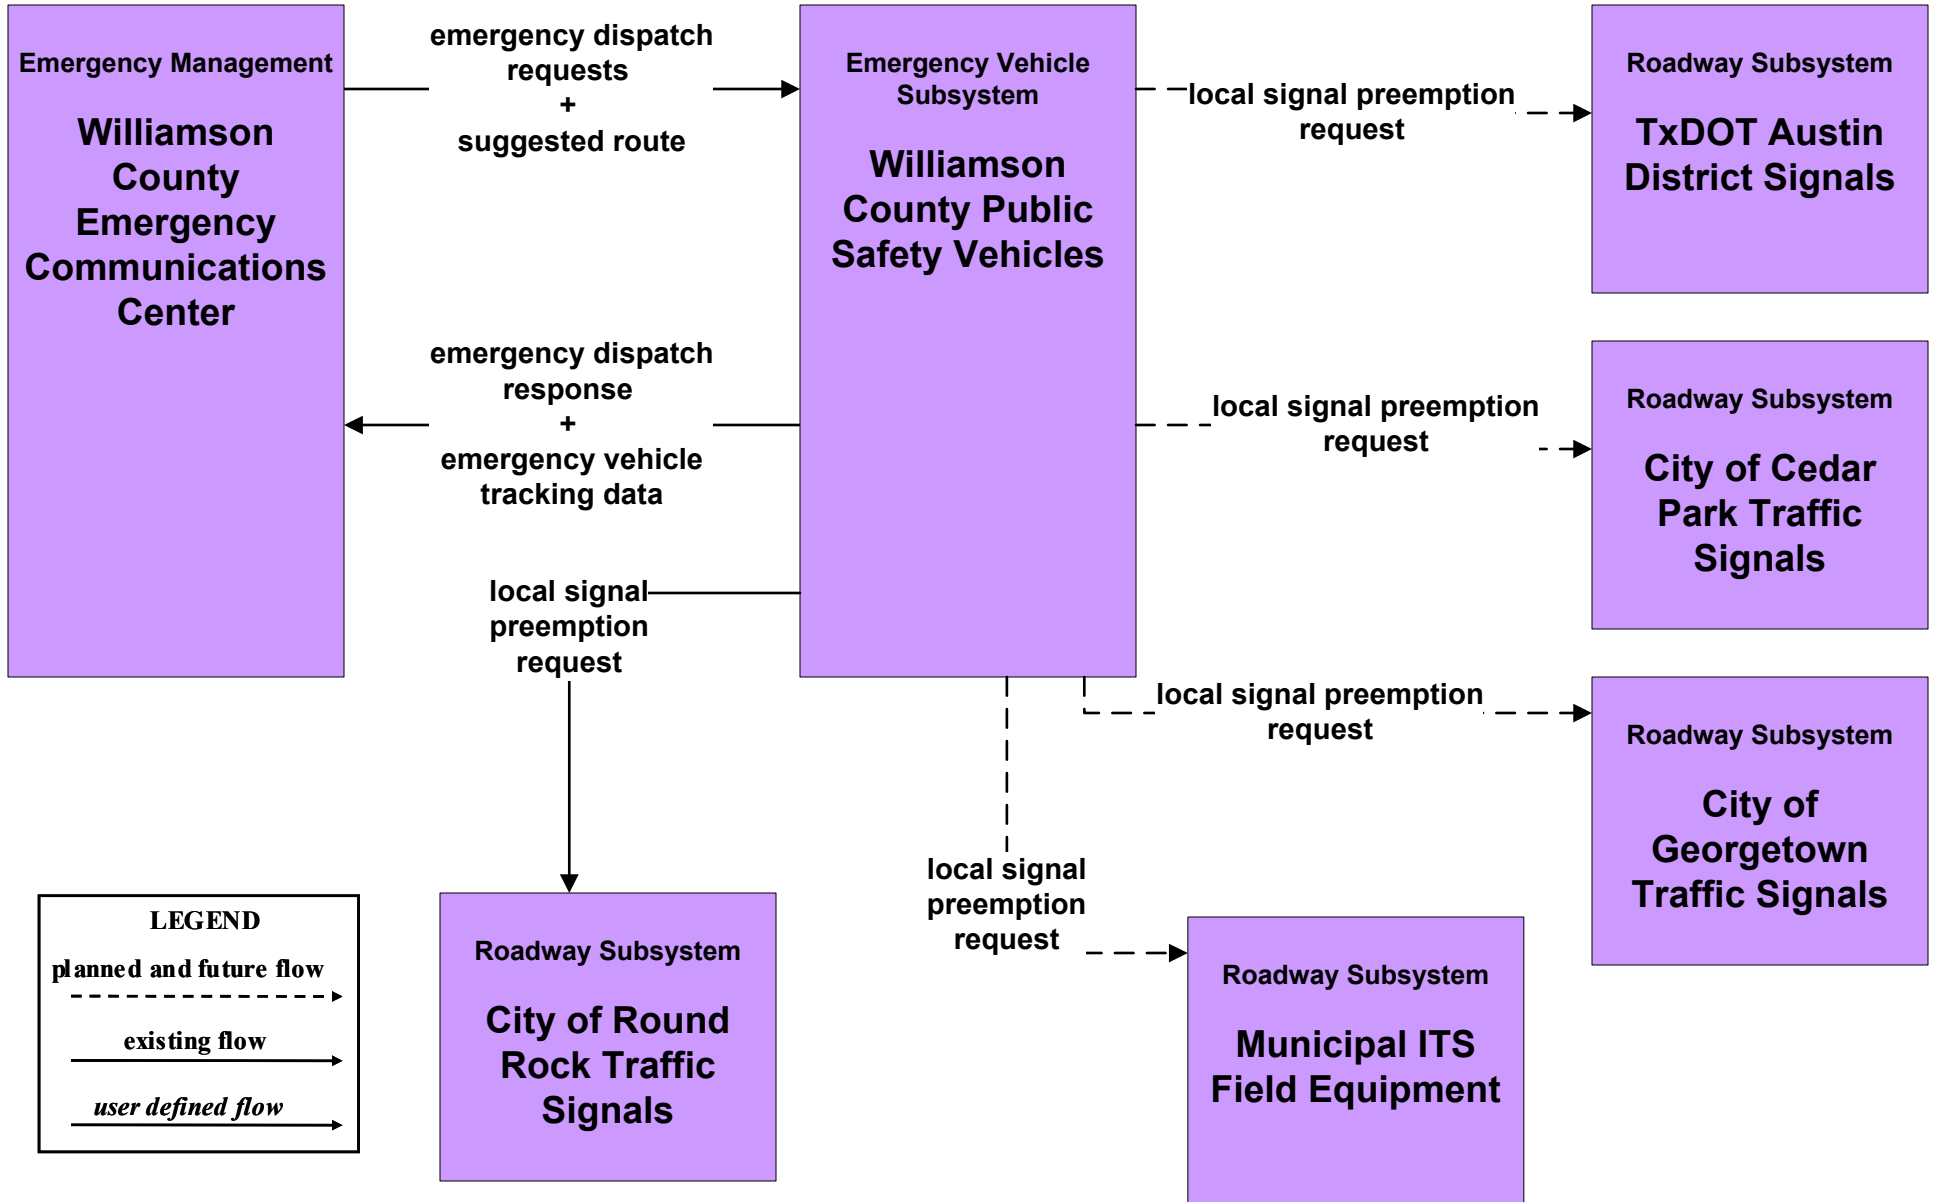 Emergency Management
Williamson
County
Emergency
Communications
Center
emergency dispatch
requests
+
suggested route
Emergency Vehicle
Subsystem
Williamson
County Public
Safety Vehicles
local signal preemption
request
Roadway Subsystem
TxDOT Austin
District Signals
emergency dispatch
response
+
emergency vehicle
tracking data
local signal preemption
request
Roadway Subsystem
City of Cedar
Park Traffic
Signals
local signal
preemption
request
local signal preemption
request
Roadway Subsystem
City of
Georgetown
Traffic Signals
local signal
preemption
request
Roadway Subsystem
Municipal ITS
Field Equipment
Roadway Subsystem
City of Round
Rock Traffic
Signals
LEGEND
planned and future flow
existing flow
user defined flow